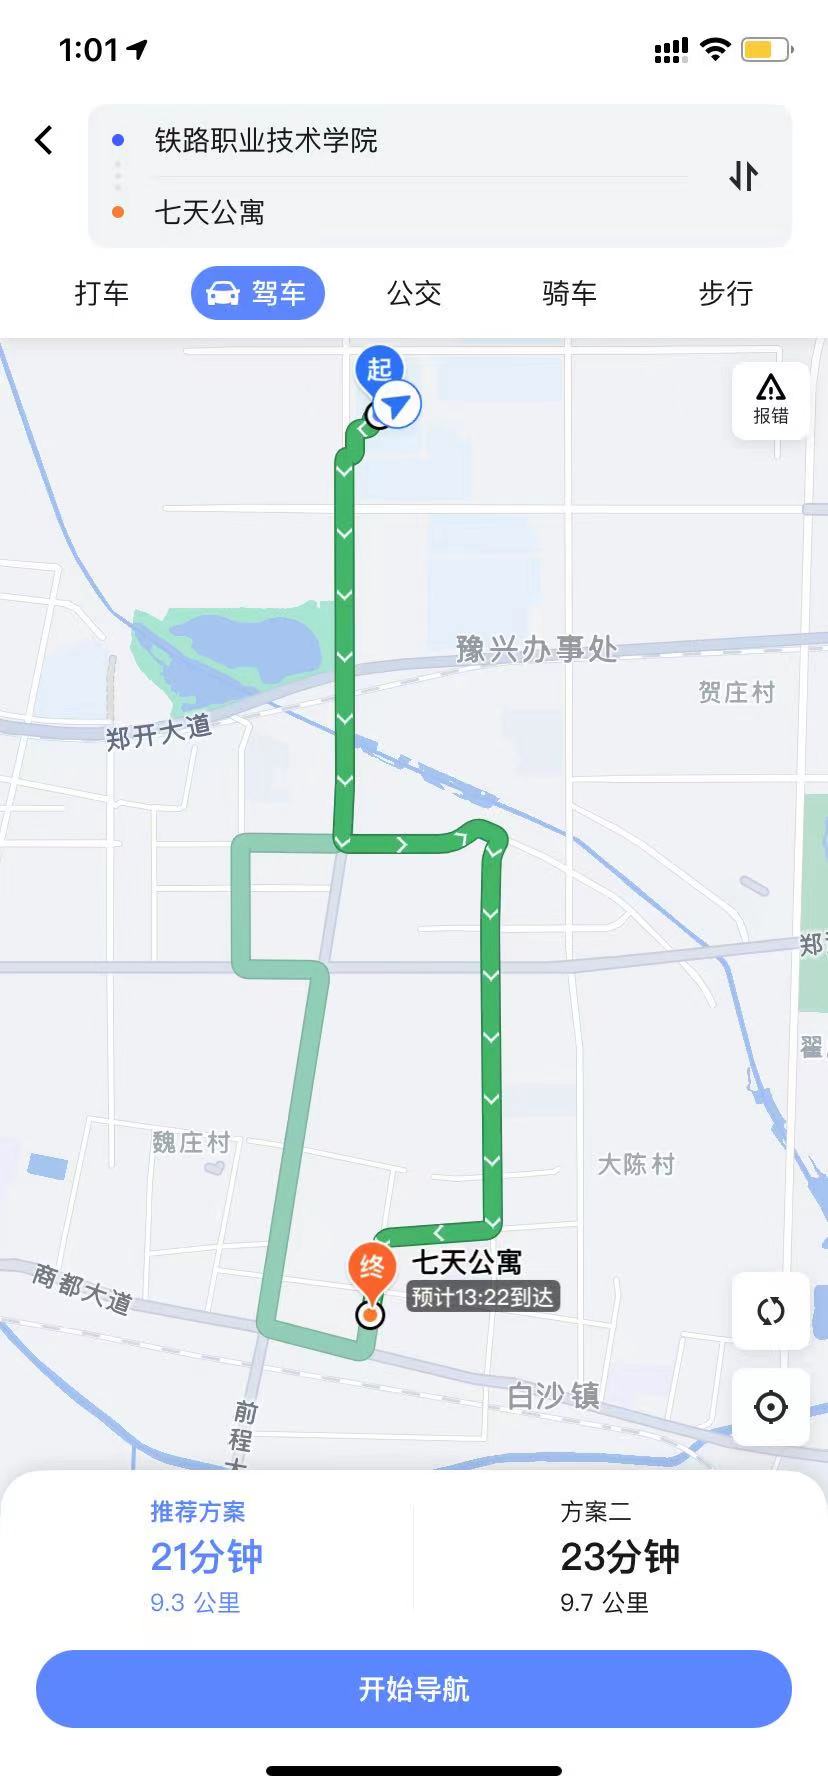 1:01
铁路职业技术学院
七天公寓
打车
驾车
公交
骑车
步行
起
报错
豫兴办事处
贺庄村
郑开大道
郑
翟
魏庄村
大陈村
终
七天公寓
预计13:22到达
商都大道
白沙镇
前程大
推荐方案
21分钟
9.3 公里
方案二
23分钟
9.7 公里
开始导航